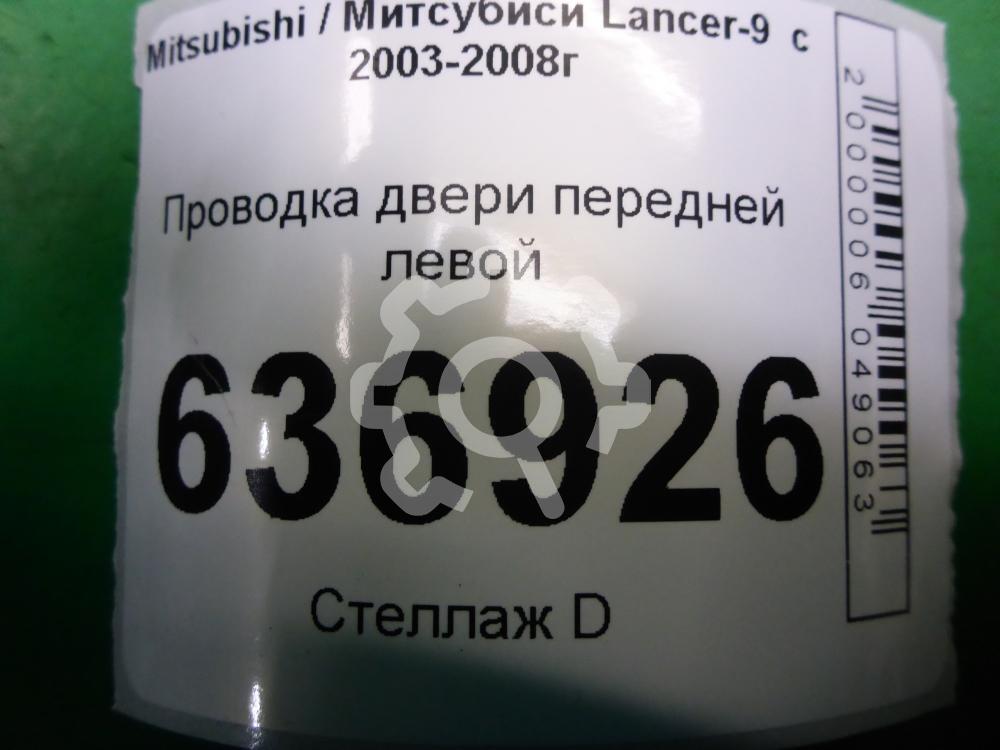 Mitsubishi / Митсубиси Lancer-9 с
2003-2008г
Проводка двери передней
левой
636926
Стеллаж D
2000006049063